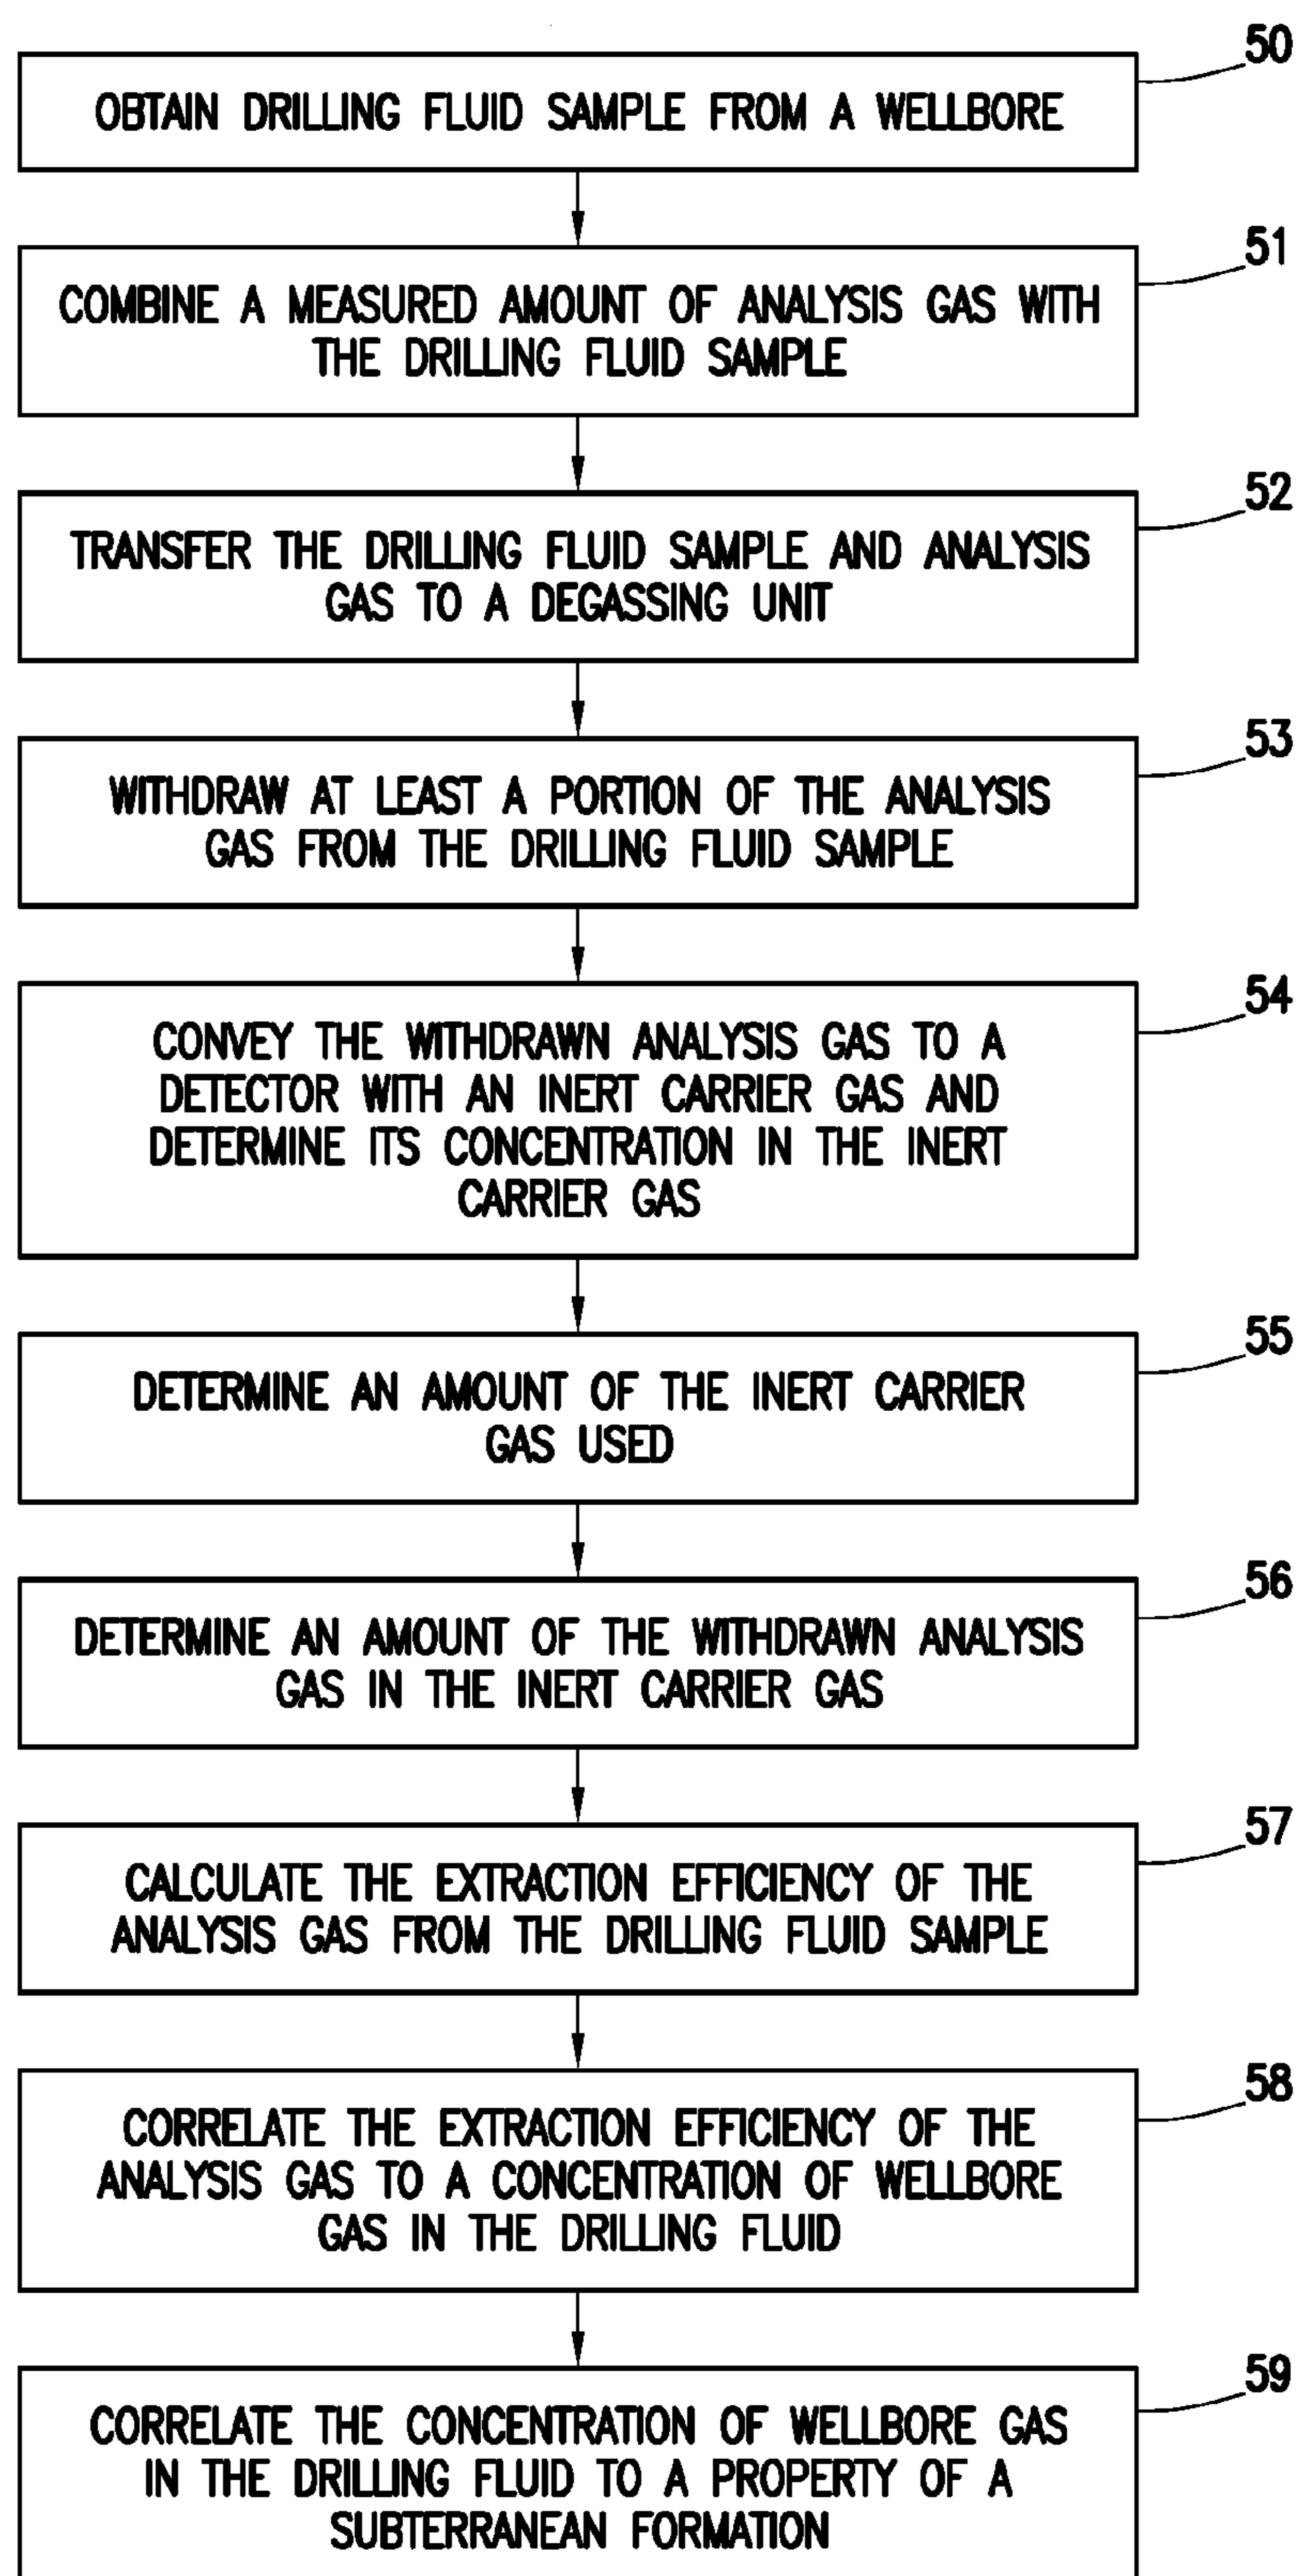 50
OBTAIN DRILLING FLUID SAMPLE FROM A WELLBORE
51
COMBINE A MEASURED AMOUNT OF ANALYSIS GAS WITH
THE DRILLING FLUID SAMPLE
52
TRANSFER THE DRILLING FLUID SAMPLE AND ANALYSIS
GAS TO A DEGASSING UNIT
53
WITHDRAW AT LEAST A PORTION OF THE ANALYSIS
GAS FROM THE DRILLING FLUID SAMPLE
54
CONVEY THE WITHDRAWN ANALYSIS GAS TO A
DETECTOR WITH AN INERT CARRIER GAS AND
DETERMINE ITS CONCENTRATION IN THE INERT
CARRIER GAS
55
DETERMINE AN AMOUNT OF THE INERT CARRIER
GAS USED
56
DETERMINE AN AMOUNT OF THE WITHDRAWN ANALYSIS
GAS IN THE INERT CARRIER GAS
57
CALCULATE THE EXTRACTION EFFICIENCY OF THE
ANALYSIS GAS FROM THE DRILLING FLUID SAMPLE
58
CORRELATE THE EXTRACTION EFFICIENCY OF THE
ANALYSIS GAS TO A CONCENTRATION OF WELLBORE
GAS IN THE DRILLING FLUID
59
CORRELATE THE CONCENTRATION OF WELLBORE GAS
IN THE DRILLING FLUID TO A PROPERTY OF A
SUBTERRANEAN FORMATION